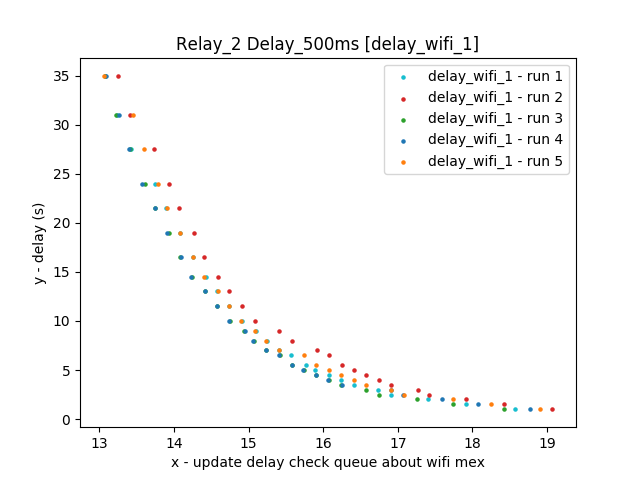 Relay_2 Delay_500ms [delay_wifi_1]
delay_wifi_1 - run 1
delay_wifi_1 - run 2
delay_wifi_1 - run 3
delay_wifi_1 - run 4
delay_wifi_1 - run 5
y - delay (s)
35
30
25
20
15
10
5
0
13 14 15 16 17 18 19
x - update delay check queue about wifi mex